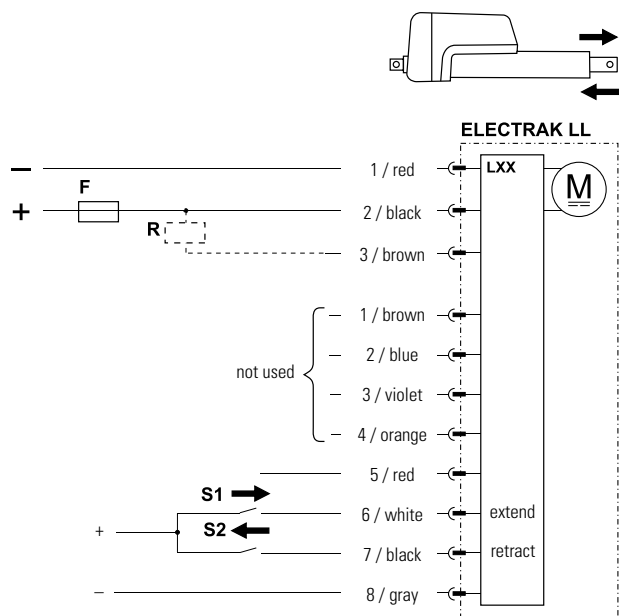 ELECTRAK LL
− 1 / red LXX M
F
+ 2 / black
R
3 / brown
1 / brown
2 / blue
not used
3 / violet
4 / orange
5 / red
S1
6 / white extend
+ S2
7 / black retract
− 8 / gray